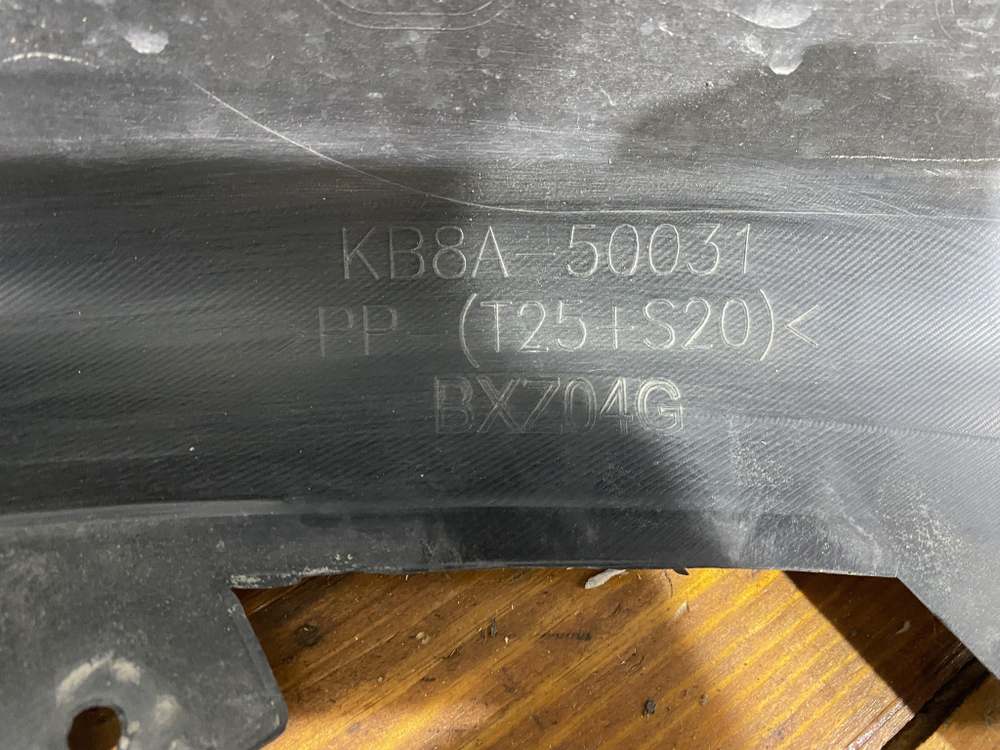 KB8A-50031
PP (T25+S20)<
BXZ04G